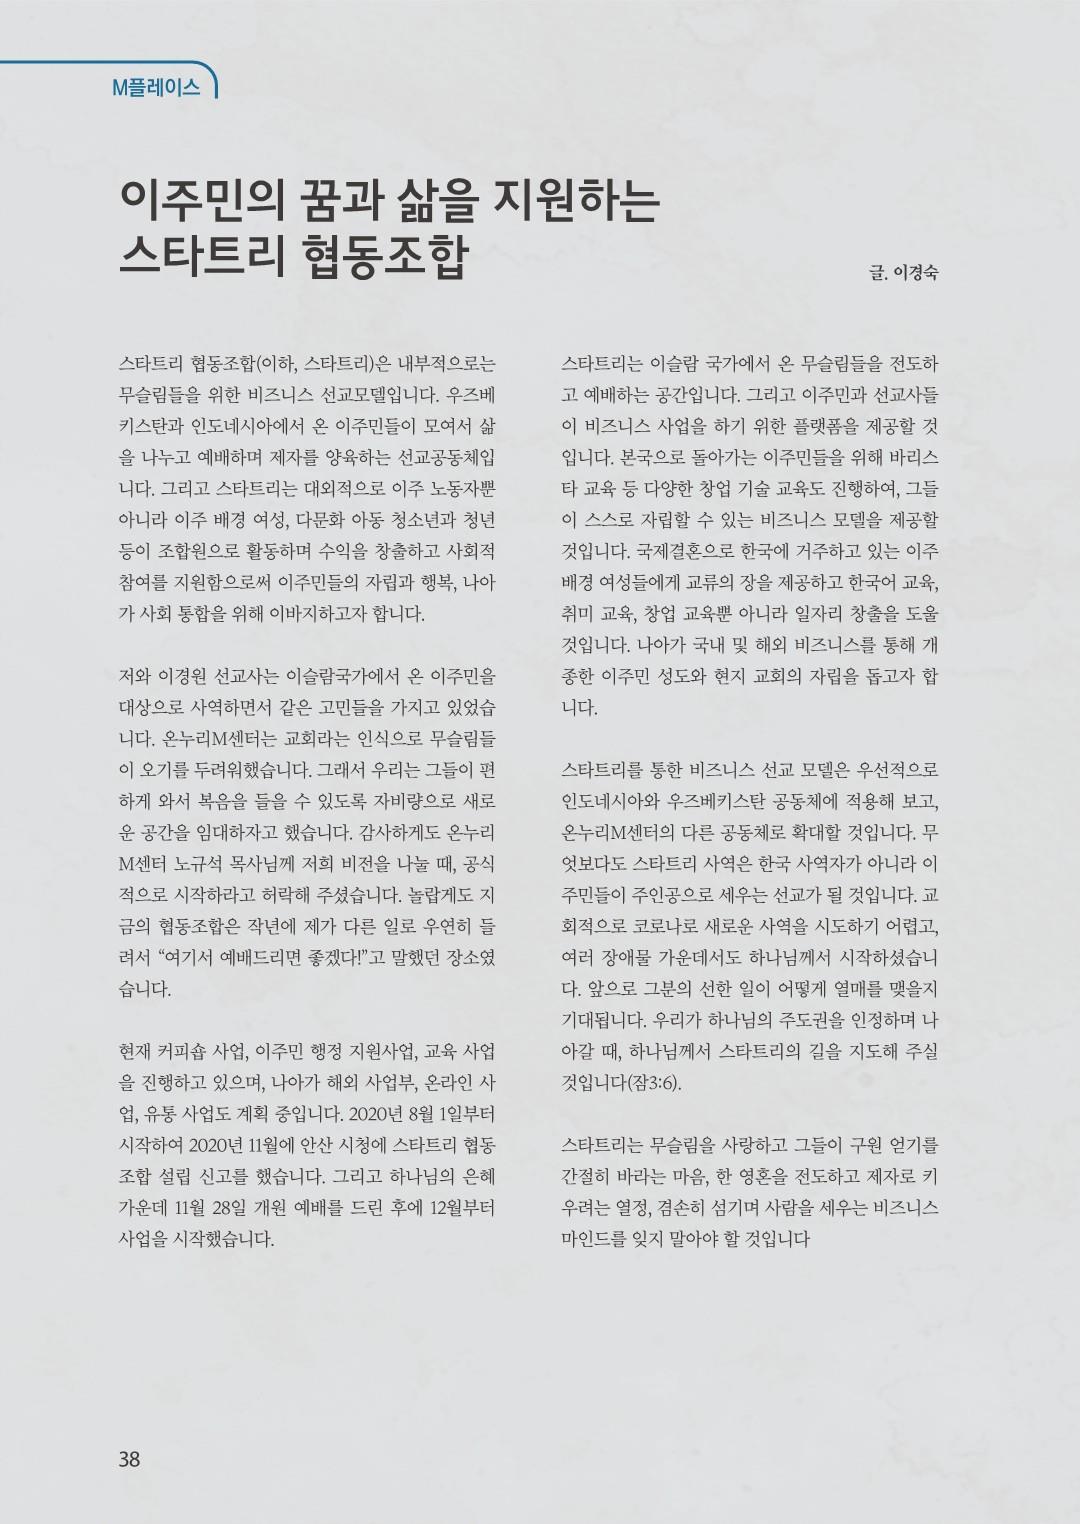 M플레이스
이주민의 꿈과 삶을 지원하는
스타트리 협동조합
글. 이경숙
스타트리 협동조합(이하, 스타트리)은 내부적으로는
무슬림들을 위한 비즈니스 선교모델입니다. 우즈베
키스탄과 인도네시아에서 온 이주민들이 모여서 삶
을 나누고 예배하며 제자를 양육하는 선교공동체입
니다. 그리고 스타트리는 대외적으로 이주 노동자뿐
아니라 이주 배경 여성, 다문화 아동 청소년과 청년
등이 조합원으로 활동하며 수익을 창출하고 사회적
참여를 지원함으로써 이주민들의 자립과 행복, 나아
가 사회 통합을 위해 이바지하고자 합니다.
저와 이경원 선교사는 이슬람국가에서 온 이주민을
대상으로 사역하면서 같은 고민들을 가지고 있었습
니다. 온누리M센터는 교회라는 인식으로 무슬림들
이 오기를 두려워했습니다. 그래서 우리는 그들이 편
하게 와서 복음을 들을 수 있도록 자비량으로 새로
운 공간을 임대하자고 했습니다. 감사하게도 온누리
M센터 노규석 목사님께 저희 비전을 나눌 때, 공식
적으로 시작하라고 허락해 주셨습니다. 놀랍게도 지
금의 협동조합은 작년에 제가 다른 일로 우연히 들
려서 “여기서 예배드리면 좋겠다!”고 말했던 장소였
습니다.
현재 커피숍 사업, 이주민 행정 지원사업, 교육 사업
을 진행하고 있으며, 나아가 해외 사업부, 온라인 사
업, 유통 사업도 계획 중입니다. 2020년 8월 1일부터
시작하여 2020년 11월에 안산 시청에 스타트리 협동
조합 설립 신고를 했습니다. 그리고 하나님의 은혜
가운데 11월 28일 개원 예배를 드린 후에 12월부터
사업을 시작했습니다.
스타트리는 이슬람 국가에서 온 무슬림들을 전도하
고 예배하는 공간입니다. 그리고 이주민과 선교사들
이 비즈니스 사업을 하기 위한 플랫폼을 제공할 것
입니다. 본국으로 돌아가는 이주민들을 위해 바리스
타 교육 등 다양한 창업 기술 교육도 진행하여, 그들
이 스스로 자립할 수 있는 비즈니스 모델을 제공할
것입니다. 국제결혼으로 한국에 거주하고 있는 이주
배경 여성들에게 교류의 장을 제공하고 한국어 교육,
취미 교육, 창업 교육뿐 아니라 일자리 창출을 도울
것입니다. 나아가 국내 및 해외 비즈니스를 통해 개
종한 이주민 성도와 현지 교회의 자립을 돕고자 합
니다.
스타트리를 통한 비즈니스 선교 모델은 우선적으로
인도네시아와 우즈베키스탄 공동체에 적용해 보고,
온누리M센터의 다른 공동체로 확대할 것입니다. 무
엇보다도 스타트리 사역은 한국 사역자가 아니라 이
주민들이 주인공으로 세우는 선교가 될 것입니다. 교
회적으로 코로나로 새로운 사역을 시도하기 어렵고,
여러 장애물 가운데서도 하나님께서 시작하셨습니
다. 앞으로 그분의 선한 일이 어떻게 열매를 맺을지
기대됩니다. 우리가 하나님의 주도권을 인정하며 나
아갈 때, 하나님께서 스타트리의 길을 지도해 주실
것입니다(잠3:6).
스타트리는 무슬림을 사랑하고 그들이 구원 얻기를
간절히 바라는 마음, 한 영혼을 전도하고 제자로 키
우려는 열정, 겸손히 섬기며 사람을 세우는 비즈니스
마인드를 잊지 말아야 할 것입니다
38